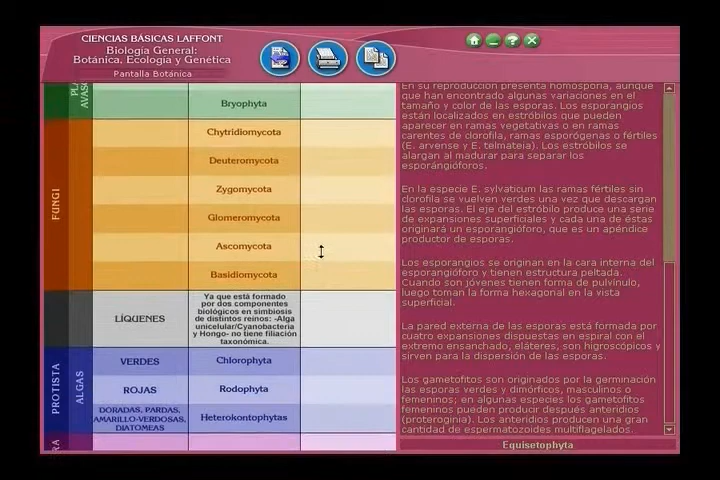 CIENCIAS BÁSICAS LAFFONT
Biología General:
Botánica, Ecología y Genética
Pantalla Botánica
Bryophyta
FUNGI
Chytridiomycota
Deuteromycota
Zygomycota
Glomeromycota
Ascomycota
Basidiomycota
LÍQUENES
Ya que está formado
por dos componentes
biológicos en simbiosis
de distintos reinos: -Alga
unicelular/Cyanobacteria
y Hongo- no tiene filiación
taxonómica.
PROTISTA
ALGAS
VERDES
Chlorophyta
ROJAS
Rodophyta
DORADAS, PARDAS,
AMARILLO-VERDOSAS,
DIATOMEAS
Heterokontophytas
En su reproducción presenta homosporia, aunque
que han encontrado algunas variaciones en el
tamaño y color de las esporas. Los esporangios
están localizados en estróbilos que pueden
aparecer en ramas vegetativas o en ramas
carentes de clorofila, ramas esporógenas o fértiles
(E. arvense y E. telmateia). Los estróbilos se
alargan al madurar para separar los
esporangióforos.
En la especie E. sylvaticum las ramas fértiles sin
clorofila se vuelven verdes una vez que descargan
las esporas. El eje del estróbilo produce una serie
de expansiones superficiales y cada una de éstas
originará un esporangióforo, que es un apéndice
productor de esporas.
Los esporangios se originan en la cara interna del
esporangióforo y tienen estructura peltada.
Cuando son jóvenes tienen forma de pulvínulo,
luego toman la forma hexagonal en la vista
superficial.
La pared externa de las esporas está formada por
cuatro expansiones dispuestas en espiral con el
extremo ensanchado, eláteres, son higroscópicos y
sirven para la dispersión de las esporas.
Los gametofitos son originados por la germinación
las esporas verdes y dimórficos, masculinos o
femeninos; en algunas especies los gametofitos
femeninos pueden producir después anteridios
(proteroginia). Los anteridios producen una gran
cantidad de espermatozoides multiflagelados.
Equisetophyta